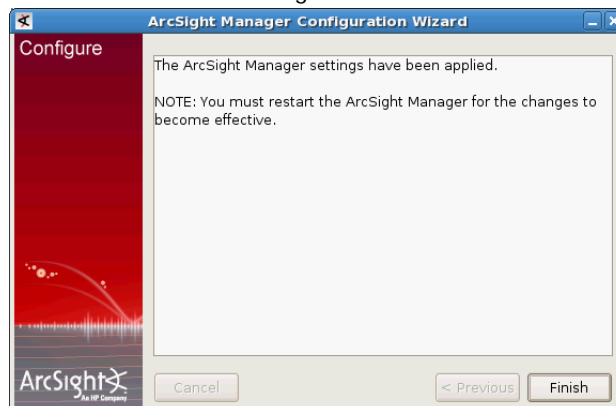 ArcSight Manager Configuration Wizard
Configure
The ArcSight Manager settings have been applied.
NOTE: You must restart the ArcSight Manager for the changes to
become effective.
ArcSight
An HP Company
Cancel
< Previous
Finish